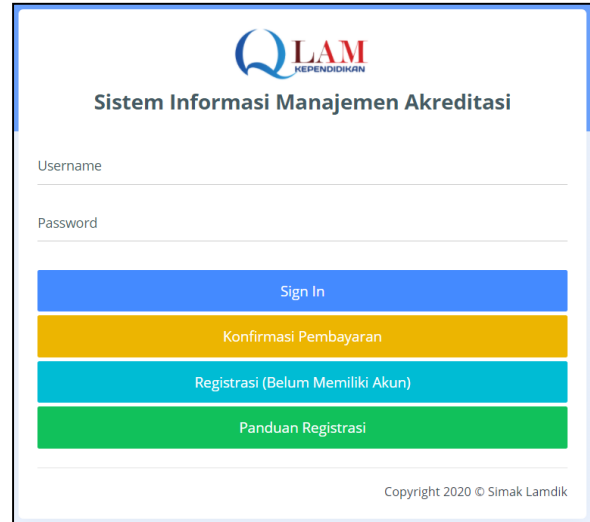 QLAM
KEPENDIDIKAN
Sistem Informasi Manajemen Akreditasi
Username
Password
Sign In
Konfirmasi Pembayaran
Registrasi (Belum Memiliki Akun)
Panduan Registrasi
Copyright 2020 © Simak Lamdik